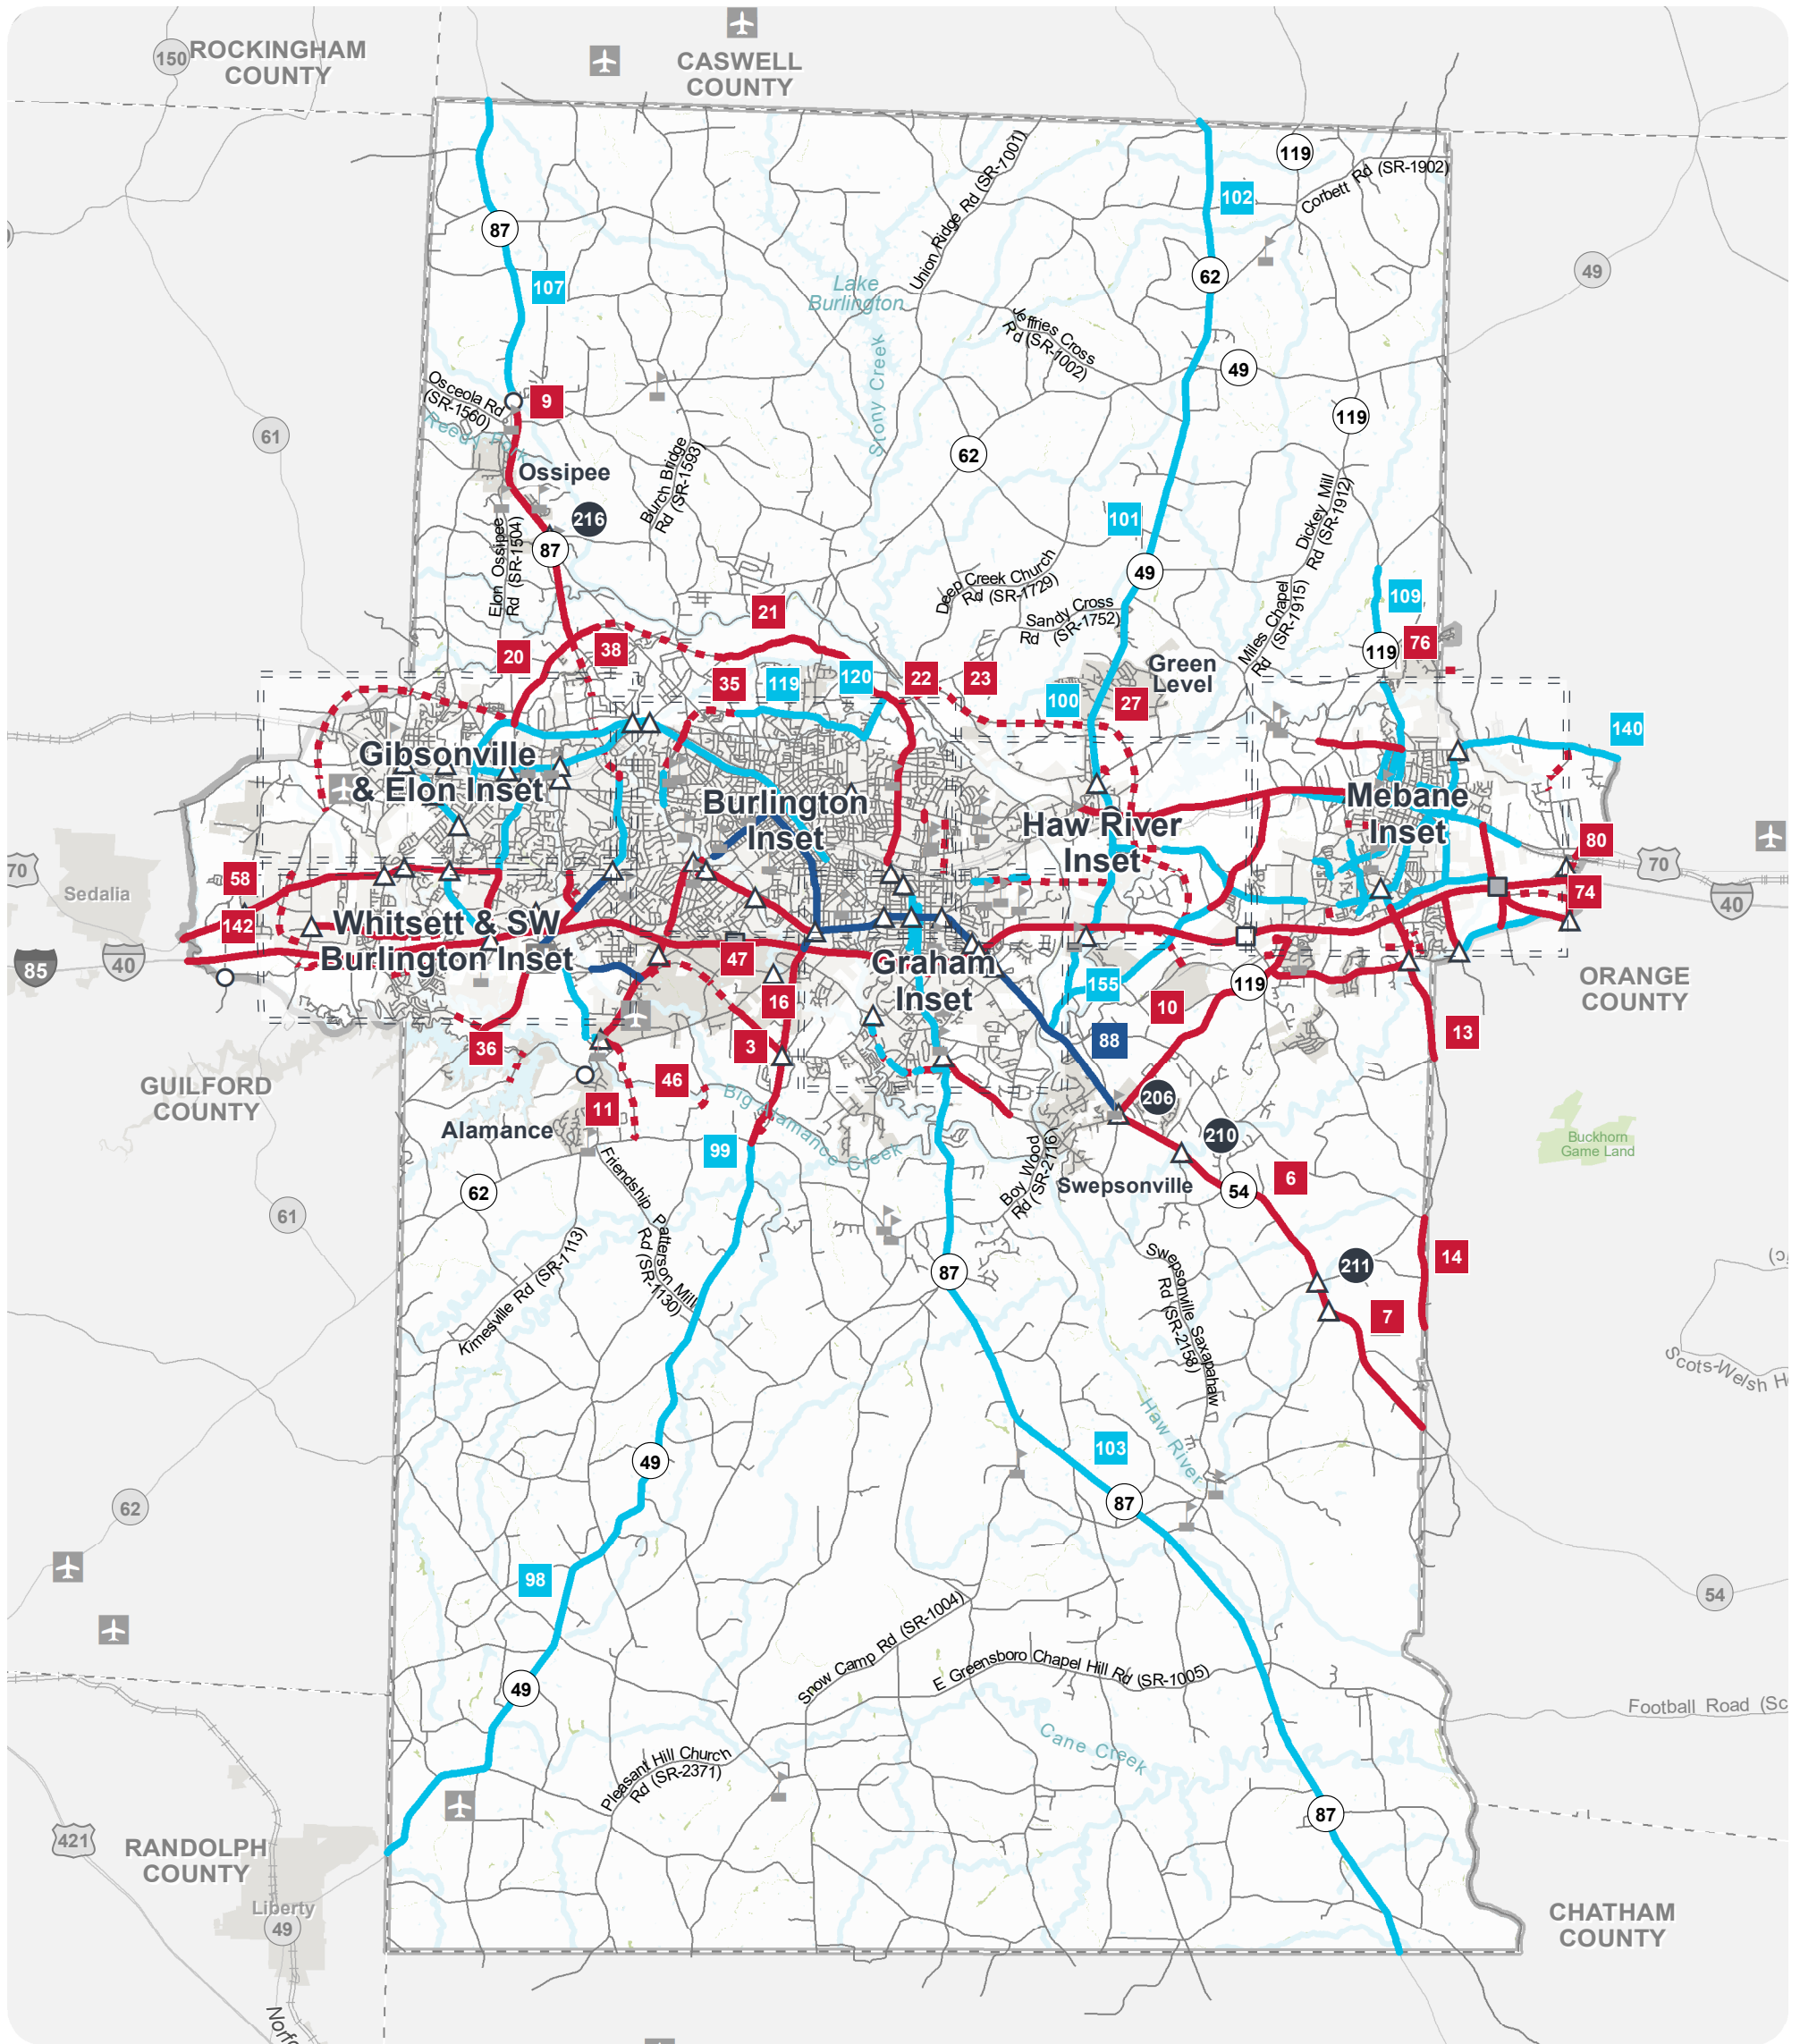 150
ROCKINGHAM
COUNTY
CASWELL
COUNTY
119
Corbett Rd (SR-1902)
102
Union Ridge Rd (SR-1001)
87
62
49
107
Lake
Burlington
Jeffries Cross
Rd (SR-1002)
49
Stony Creek
Osceola Rd
(SR-1560)
9
119
61
Reedy Fork
62
Ossipee
Burch Bridge
Rd (SR-1593)
Dickey Mill
Rd (SR-1912)
216
101
87
Elon Ossipee
Rd (SR-1504)
49
Deep Creek Church
Rd (SR-1729)
109
21
Sandy Cross
Rd (SR-1752)
Miles Chapel
Rd (SR-1915)
20
38
119
76
Green
Level
35
119
120
22
23
100
27
140
Gibsonville
& Elon Inset
Burlington
Inset
Haw River
Inset
Mebane
Inset
80
70
70
58
Sedalia
74
40
142
Whitsett & SW
Burlington Inset
85
40
47
Graham
Inset
155
119
ORANGE
COUNTY
16
10
36
3
88
13
GUILFORD
COUNTY
46
206
11
Big Alamance Creek
Alamance
99
210
Buckhorn
Game Land
Boy Wood
Rd (SR-2116)
Swepsonville
54
6
62
61
Friendship Patterson Mill
Rd (SR-1130)
Kimesville Rd (SR-1113)
87
Swepsonville Saxapahaw
Rd (SR-2158)
211
14
7
Scots-Welsh H
Haw River
49
103
87
62
98
54
Snow Camp Rd (SR-1004)
E Greensboro Chapel Hill Rd (SR-1005)
49
Football Road (Sc
Cane Creek
Pleasant Hill Church
Rd (SR-2371)
87
421
RANDOLPH
COUNTY
Liberty
49
CHATHAM
COUNTY
Norfo